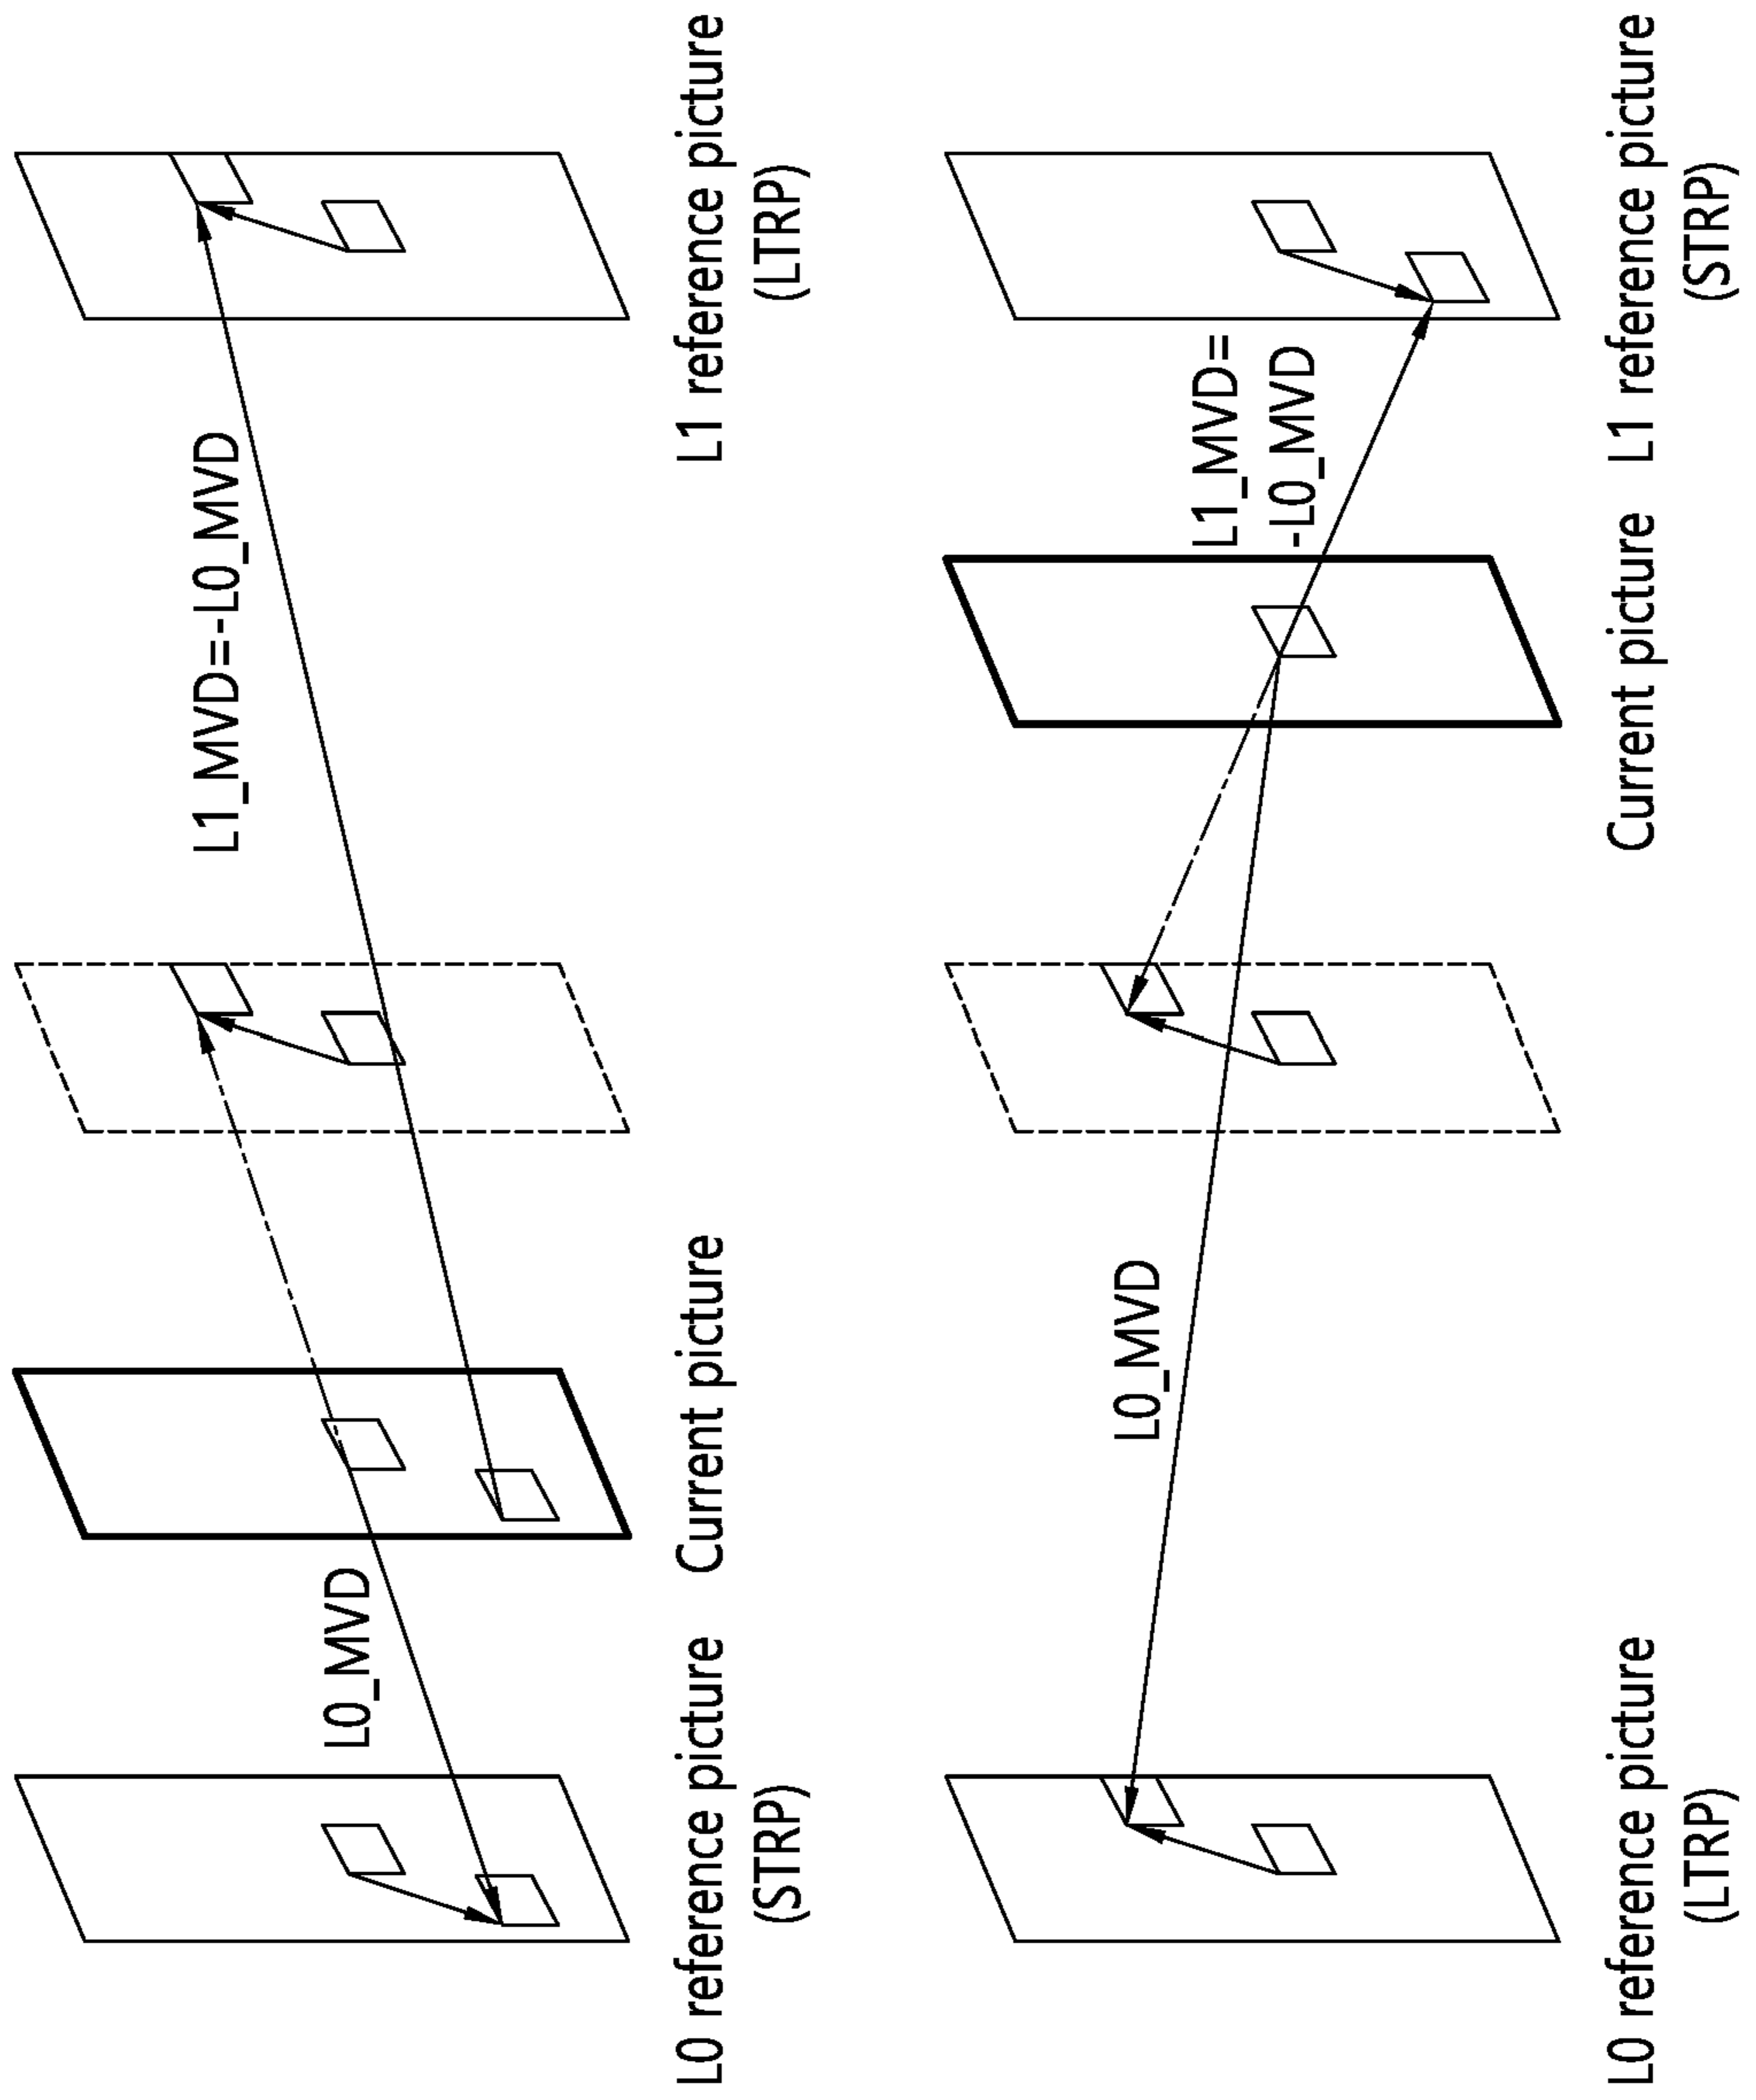 L0_MVD
L1_MVD=-L0_MVD
L0 reference picture
(STRP)
Current picture
L1 reference picture
(LTRP)
L0_MVD
L1_MVD=
-L0_MVD
L0 reference picture
(LTRP)
Current picture
L1 reference picture
(STRP)